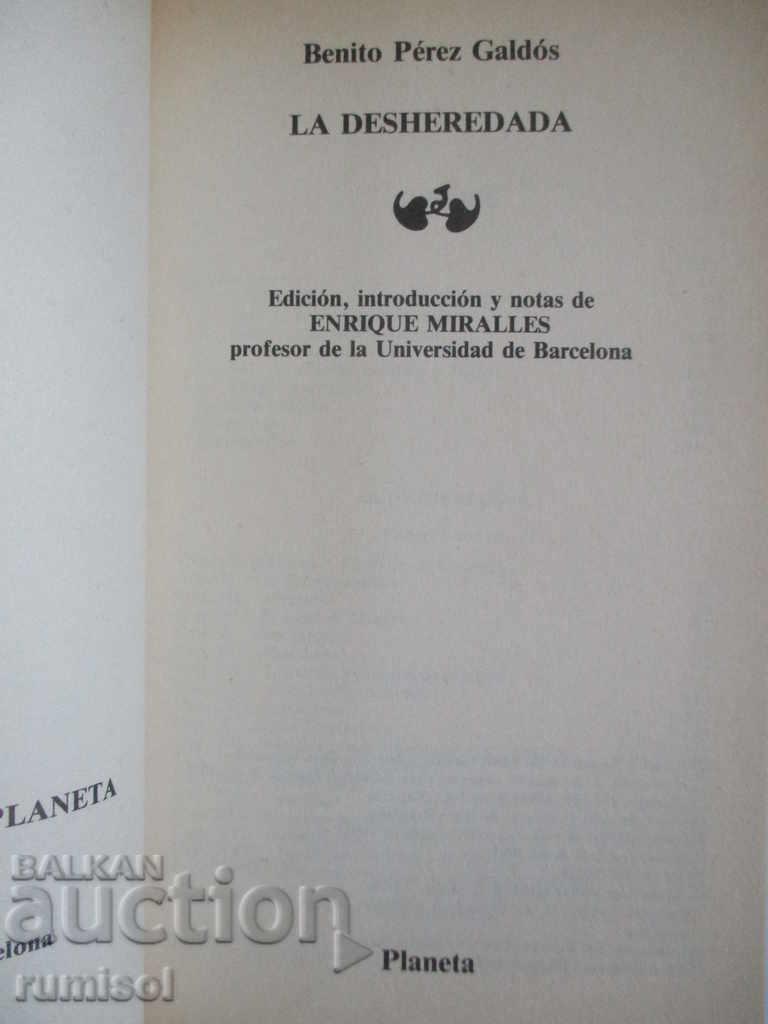 Benito Pérez Galdós
LA DESHEREDADA
Edición, introducción y notas de
ENRIQUE MIRALLES
profesor de la Universidad de Barcelona
PLANETA
Planeta
BALKAN
auction
rumisol